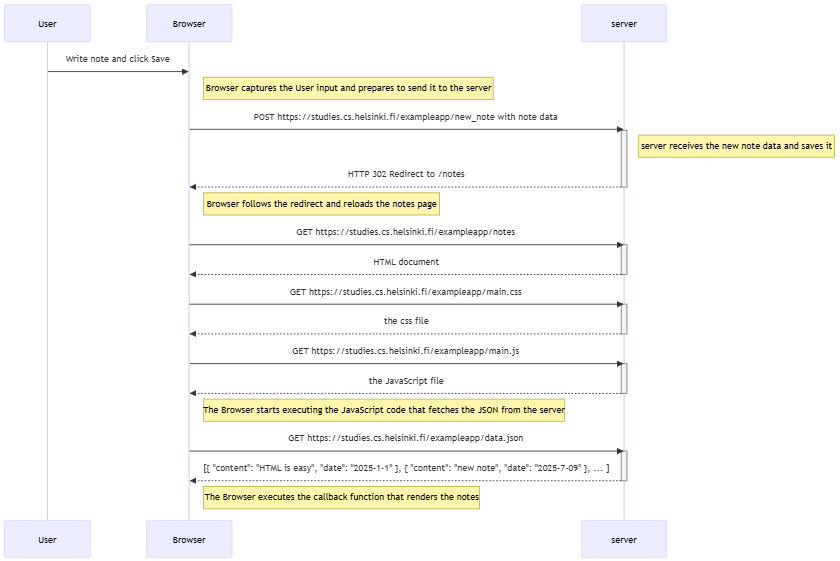 User
Browser
server
Write note and click Save
Browser captures the User input and prepares to send it to the server
POST https://studies.cs.helsinki.fi/exampleapp/new_note with note data
server receives the new note data and saves it
HTTP 302 Redirect to /notes
Browser follows the redirect and reloads the notes page
GET https://studies.cs.helsinki.fi/exampleapp/notes
HTML document
GET https://studies.cs.helsinki.fi/exampleapp/main.css
the css file
GET https://studies.cs.helsinki.fi/exampleapp/main.js
the JavaScript file
The Browser starts executing the JavaScript code that fetches the JSON from the server
GET https://studies.cs.helsinki.fi/exampleapp/data.json
[{ "content": "HTML is easy", "date": "2025-1-1" }, { "content": "new note", "date": "2025-7-09" }, ... ]
The Browser executes the callback function that renders the notes
User
Browser
server